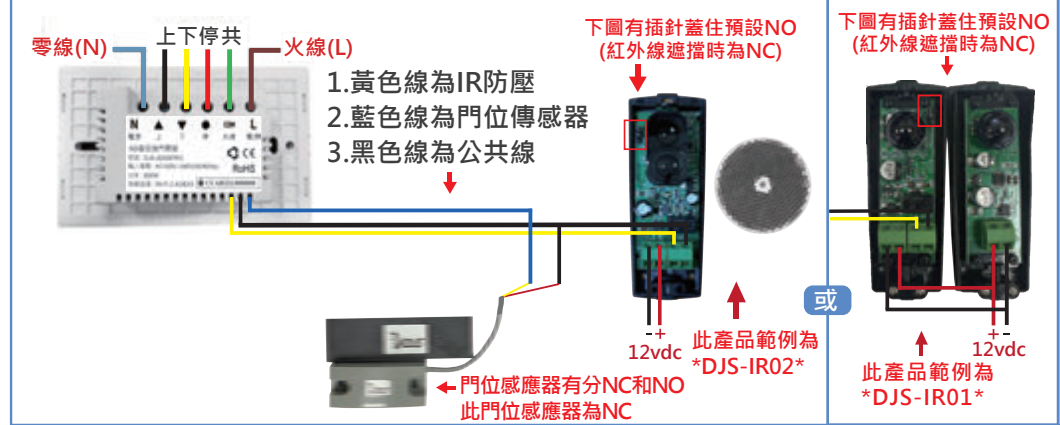 零線(N)
上下停共
火線(L)
1.黃色線為IR防壓
2.藍色線為門位傳感器
3.黑色線為公共線
N
L
CE
RoHS
下圖有插針蓋住預設NO
(紅外線遮擋時為NC)
-+
12vdc
此產品範例為
*DJS-IR02*
門位感應器有分NC和NO
此門位感應器為NC
或
下圖有插針蓋住預設NO
(紅外線遮擋時為NC)
+-
12vdc
此產品範例為
*DJS-IR01*